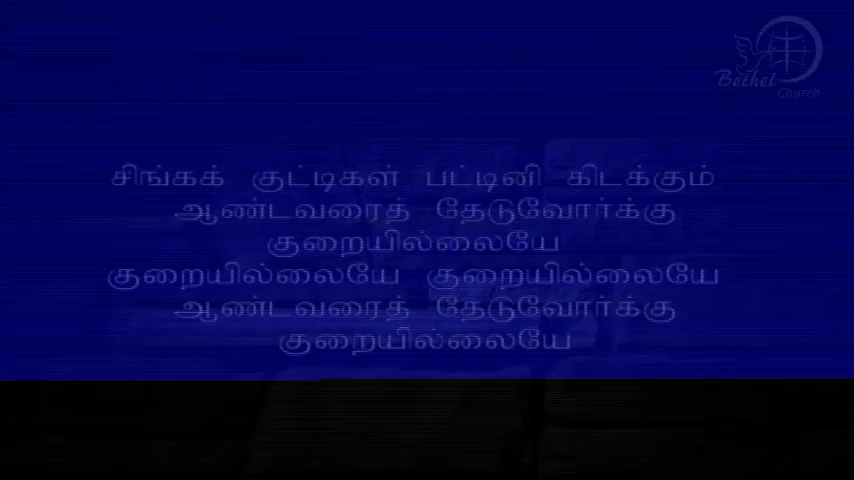 Bethel
Church
சிங்கக் குட்டிகள் பட்டினி கிடக்கும்
ஆண்டவரைத் தேடுவோர்க்கு
குறையில்லையே
குறையில்லையே குறையில்லையே
ஆண்டவரைத் தேடுவோர்க்கு
குறையில்லையே